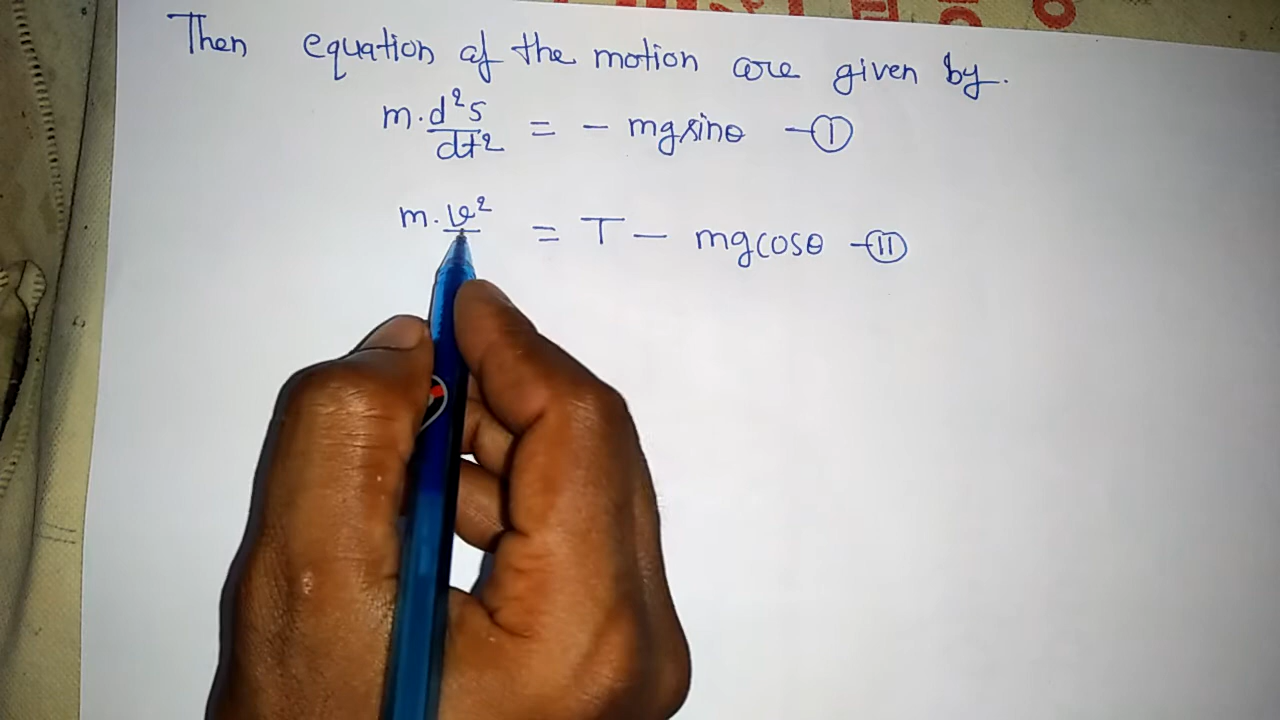 Then equation of the motion are given by.
m. d²s/dt² = - mg sinθ - Ⅰ
m. v²/ = T - mg cosθ - Ⅱ